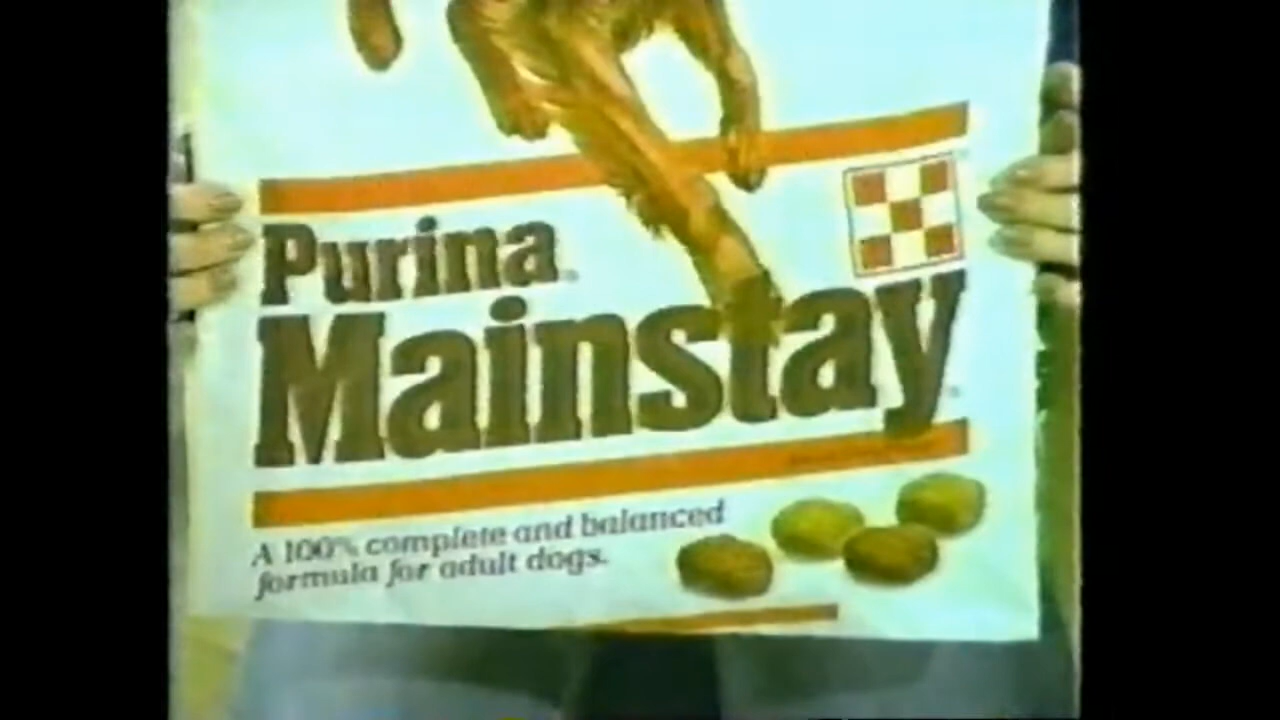 Purina
Mainstay
A 100% complete and balanced
formula for adult dogs.